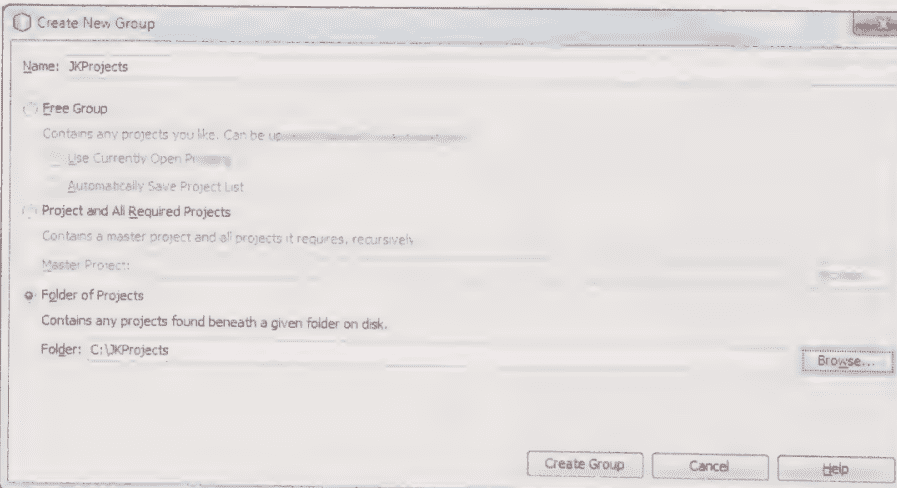 Create New Group
Name: JKProjects
Free Group
Contains any projects you like. Can be
Use Currently Open
Automatically Save Project List
Project and All Required Projects
Contains a master project and all projects it requires, recursively
Master Project:
Folder of Projects
Contains any projects found beneath a given folder on disk.
Folder: C:\JKProjects
Browse...
Create Group
Cancel
Help